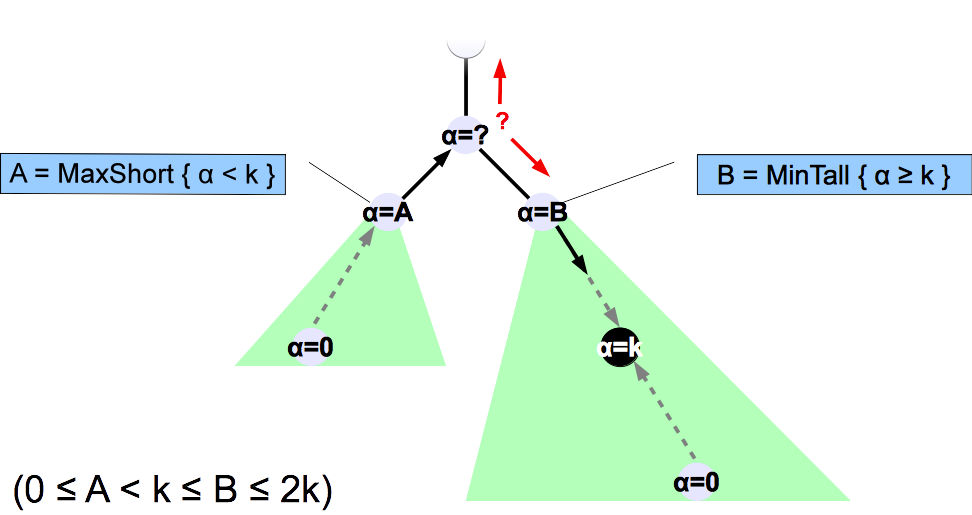 ?
α=?
A = MaxShort { α < k }
B = MinTall { α ≥ k }
α=A
α=B
α=0
α=k
α=0
(0 ≤ A < k ≤ B ≤ 2k)